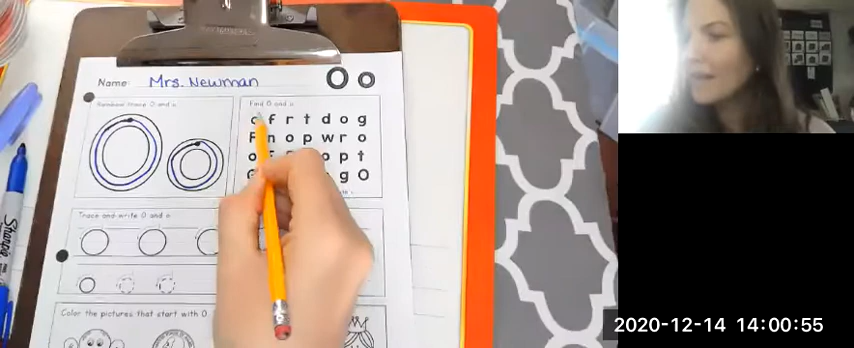 Name: Mrs. Newman
O o
Rainbow trace O and o.
Find O and o.
o f r t d o g
F n o p w r o
o p t
g O
Trace and write O and o.
Color the pictures that start with O
Sharpie
2020-12-14 14:00:55